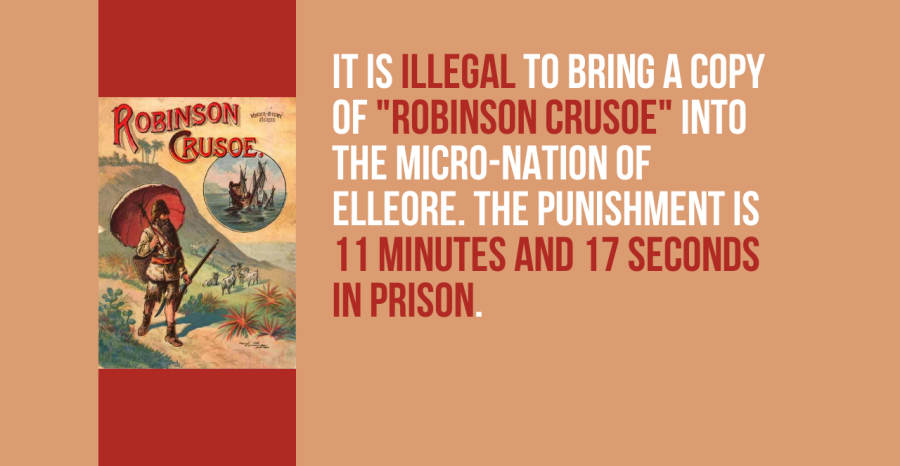 ROBINSON
CRUSOE.
IT IS ILLEGAL TO BRING A COPY
OF "ROBINSON CRUSOE" INTO
THE MICRO-NATION OF
ELLEORE. THE PUNISHMENT IS
11 MINUTES AND 17 SECONDS
IN PRISON.